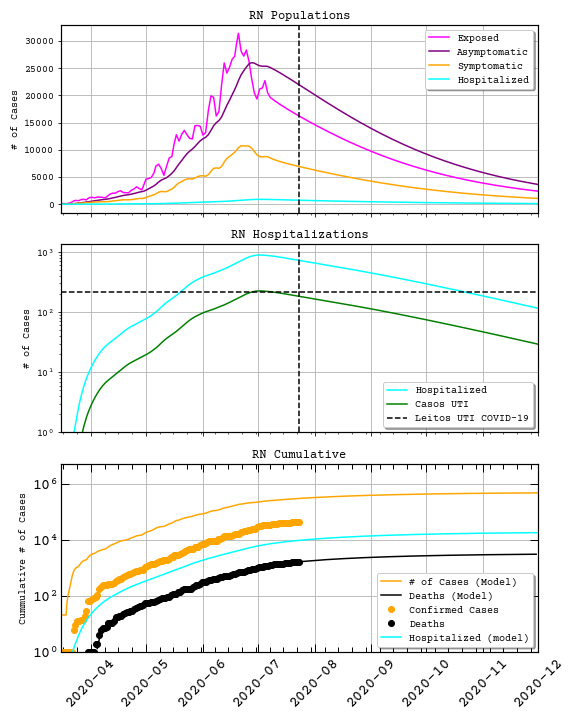 RN Populations
30000
25000
20000
15000
10000
5000
0
# of Cases
Exposed
Asymptomatic
Symptomatic
Hospitalized
RN Hospitalizations
10³
10²
10¹
10⁰
# of Cases
Hospitalized
Casos UTI
Leitos UTI COVID-19
RN Cumulative
10⁶
10⁴
10²
10⁰
Cummulative # of Cases
# of Cases (Model)
Deaths (Model)
Confirmed Cases
Deaths
Hospitalized (model)
2020-04
2020-05
2020-06
2020-07
2020-08
2020-09
2020-10
2020-11
2020-12